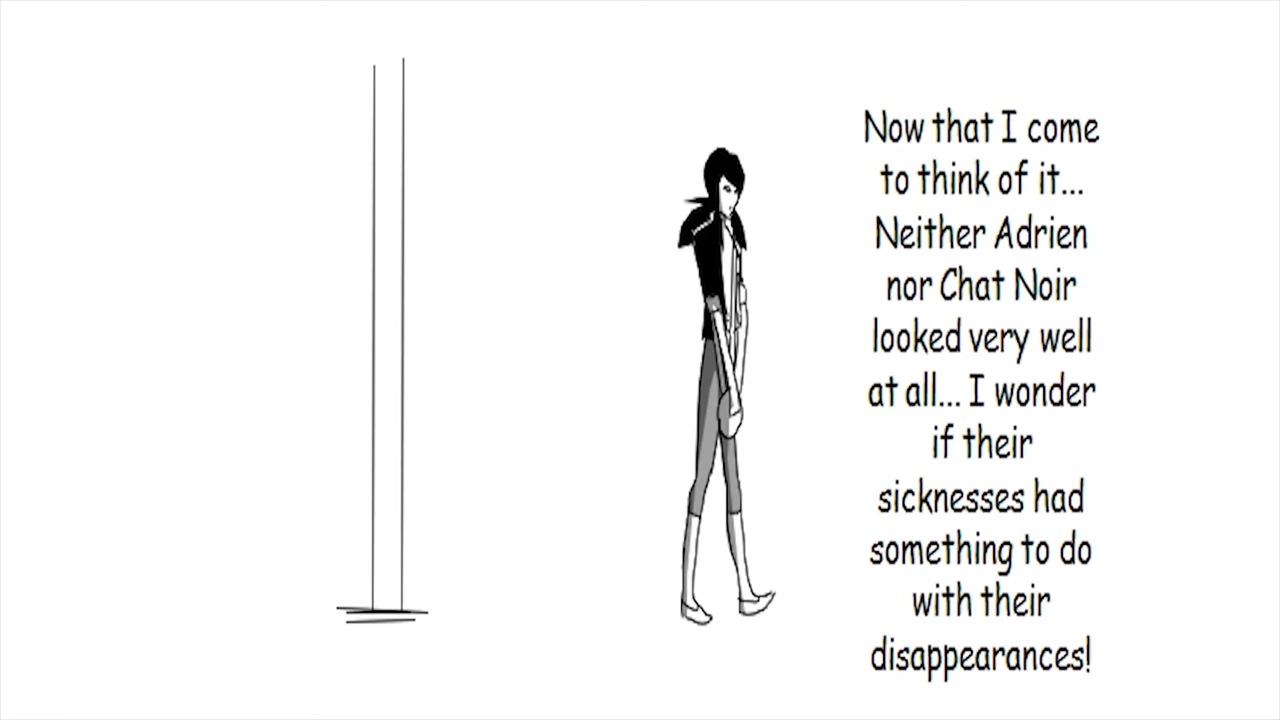 Now that I come
to think of it...
Neither Adrien
nor Chat Noir
looked very well
at all... I wonder
if their
sicknesses had
something to do
with their
disappearances!